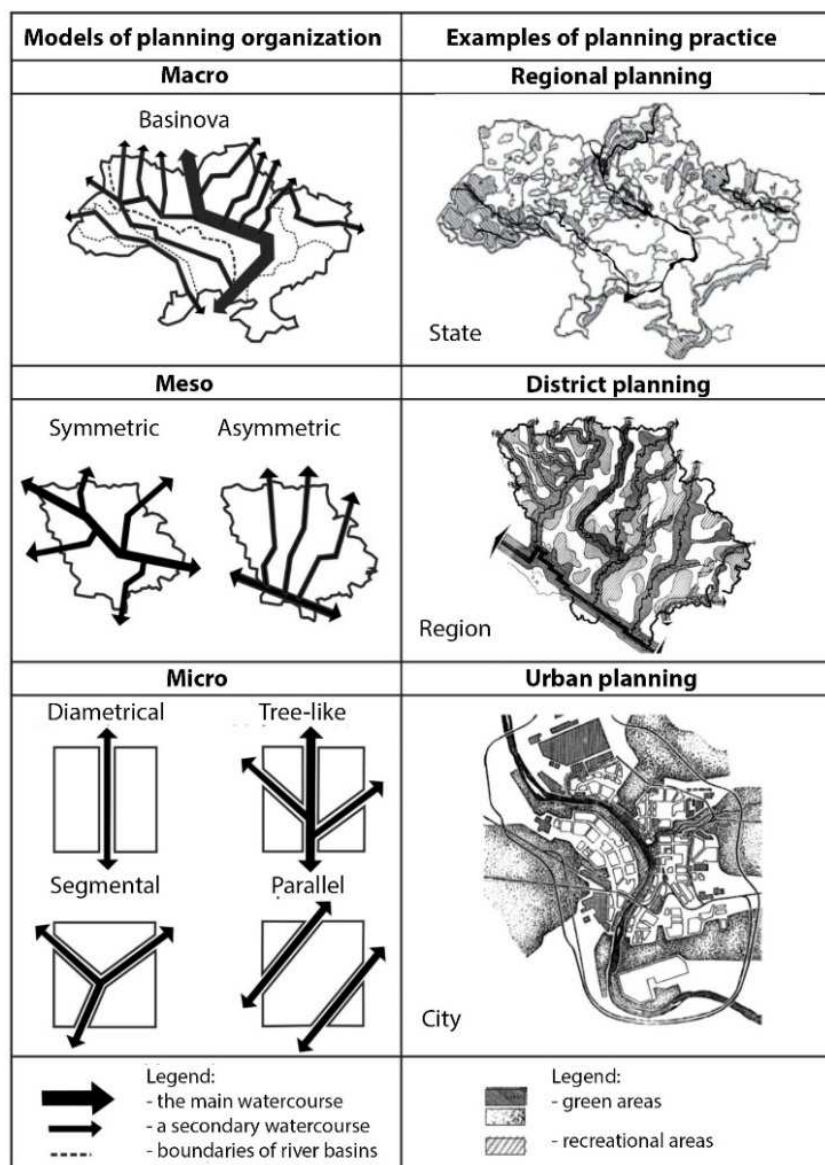 Models of planning organization
Examples of planning practice
Macro
Regional planning
Basinova
State
Meso
District planning
Symmetric
Asymmetric
Region
Micro
Urban planning
Diametrical
Tree-like
Segmental
Parallel
City
Legend:
- the main watercourse
- a secondary watercourse
- boundaries of river basins
Legend:
- green areas
- recreational areas